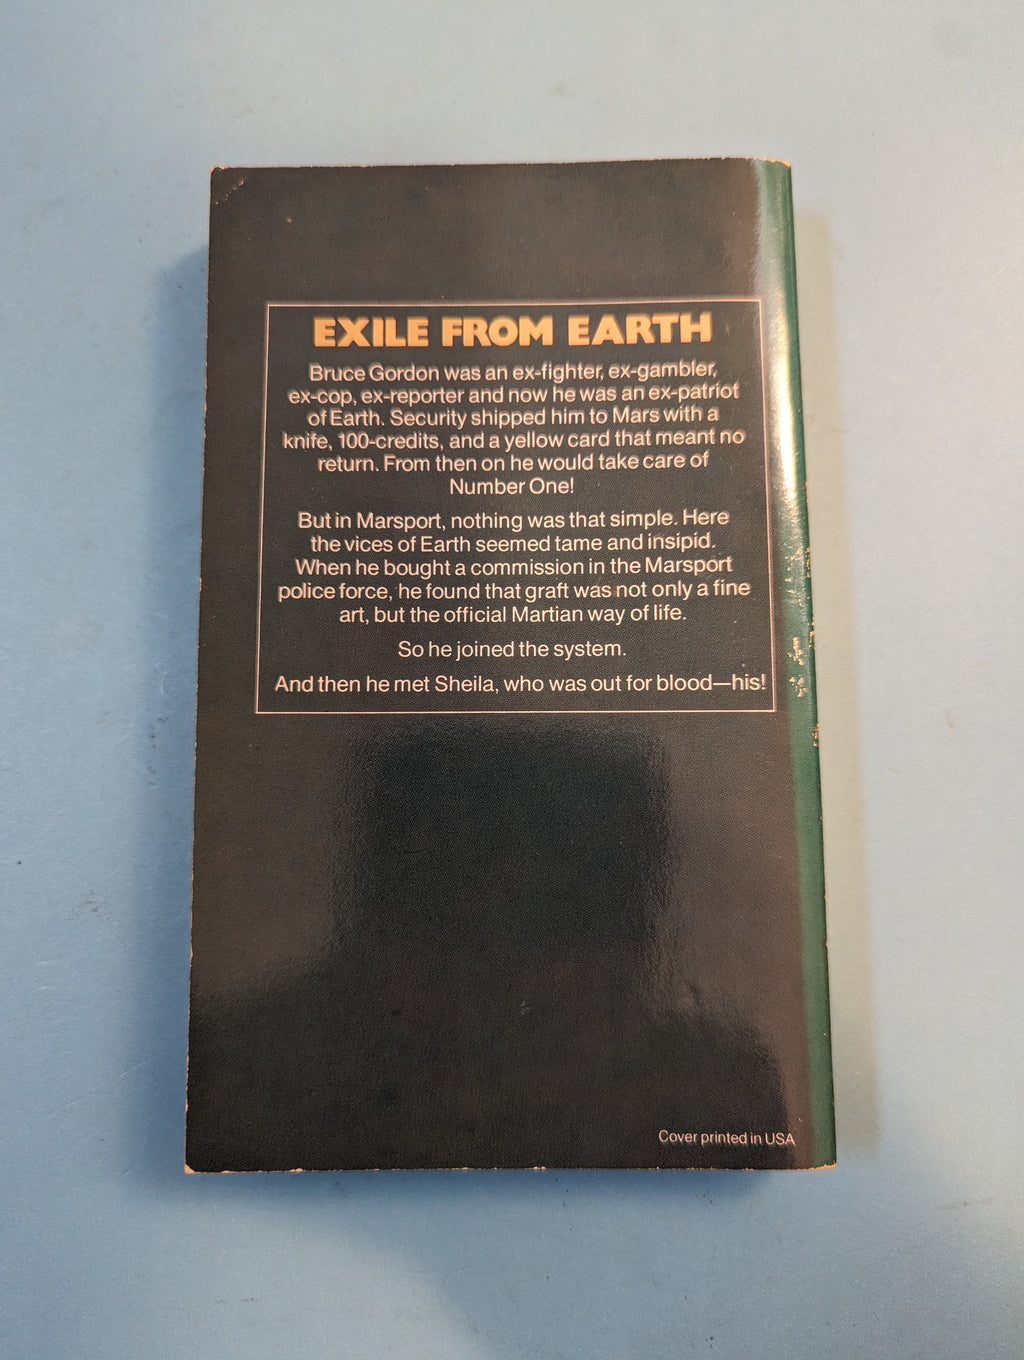 EXILE FROM EARTH
Bruce Gordon was an ex-fighter, ex-gambler,
ex-cop, ex-reporter and now he was an ex-patriot
of Earth. Security shipped him to Mars with a
knife, 100-credits, and a yellow card that meant no
return. From then on he would take care of
Number One!
But in Marsport, nothing was that simple. Here
the vices of Earth seemed tame and insipid.
When he bought a commission in the Marsport
police force, he found that graft was not only a fine
art, but the official Martian way of life.
So he joined the system.
And then he met Sheila, who was out for blood—his!
Cover printed in USA